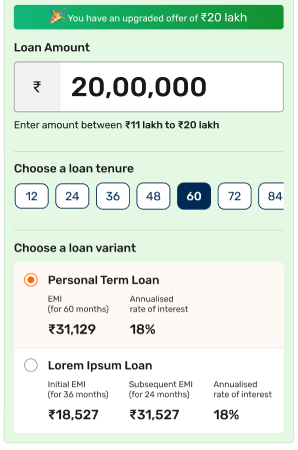 🎉 You have an upgraded offer of ₹20 lakh
Loan Amount
₹ 20,00,000
Enter amount between ₹11 lakh to ₹20 lakh
Choose a loan tenure
12 24 36 48 60 72 84
Choose a loan variant
Personal Term Loan
EMI Annualised
(for 60 months) rate of interest
₹31,129 18%
Lorem Ipsum Loan
Initial EMI Subsequent EMI Annualised
(for 36 months) (for 24 months) rate of interest
₹18,527 ₹31,527 18%